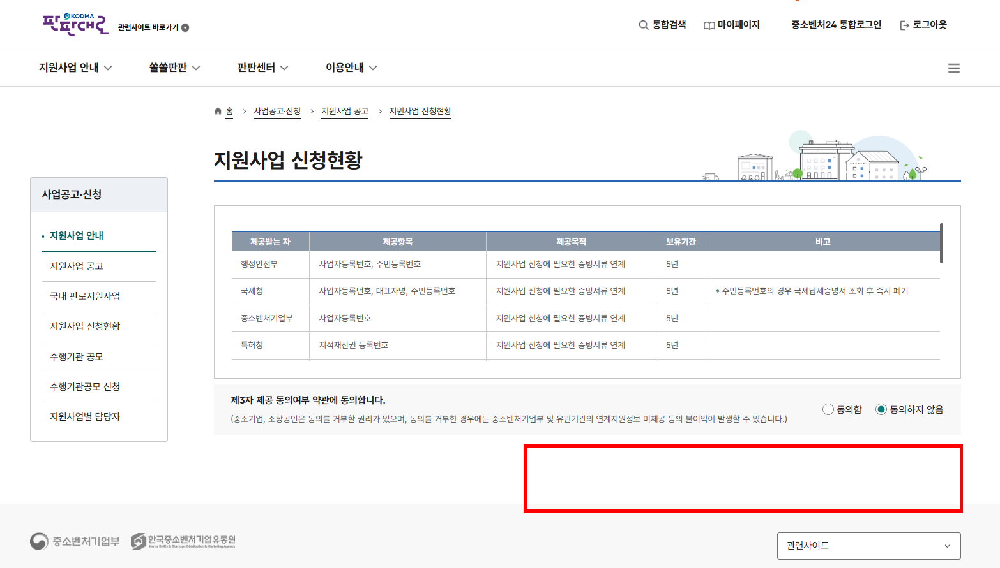 KODMA
판판대로
관련사이트 바로가기
통합검색
마이페이지
중소벤처24 통합로그인
로그아웃
지원사업 안내
쏠쏠판판
판판센터
이용안내
홈 > 사업공고·신청 > 지원사업 공고 > 지원사업 신청현황
지원사업 신청현황
사업공고·신청
• 지원사업 안내
지원사업 공고
국내 판로지원사업
지원사업 신청현황
수행기관 공모
수행기관공모 신청
지원사업별 담당자
제공받는 자 제공항목 제공목적 보유기간 비고
행정안전부 사업자등록번호, 주민등록번호 지원사업 신청에 필요한 증빙서류 연계 5년
국세청 사업자등록번호, 대표자명, 주민등록번호 지원사업 신청에 필요한 증빙서류 연계 5년 * 주민등록번호의 경우 국세납세증명서 조회 후 즉시 폐기
중소벤처기업부 사업자등록번호 지원사업 신청에 필요한 증빙서류 연계 5년
특허청 지적재산권 등록번호 지원사업 신청에 필요한 증빙서류 연계 5년
제3자 제공 동의여부 약관에 동의합니다.
(중소기업, 소상공인은 동의를 거부할 권리가 있으며, 동의를 거부한 경우에는 중소벤처기업부 및 유관기관의 연계지원정보 미제공 등의 불이익이 발생할 수 있습니다.)
동의함
동의하지 않음
중소벤처기업부
한국중소벤처기업유통원
Korea SMEs & Startups Distribution & Marketing Agency
관련사이트